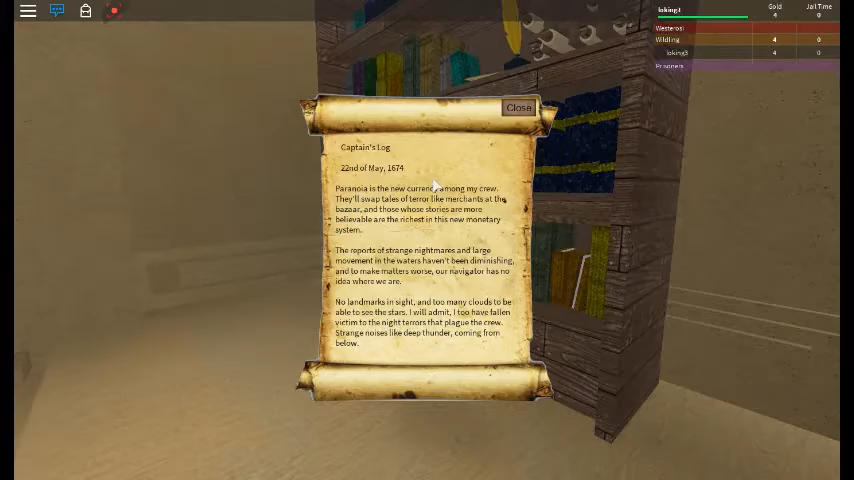 loking3
Gold
Jail Time
4
0
Westerosi
Wildling
4
0
loking3
4
0
Prisoners
Close
Captain's Log
22nd of May, 1674
Paranoia is the new currency among my crew.
They'll swap tales of terror like merchants at the
bazaar, and those whose stories are more
believable are the richest in this new monetary
system.
The reports of strange nightmares and large
movement in the waters haven't been diminishing,
and to make matters worse, our navigator has no
idea where we are.
No landmarks in sight, and too many clouds to be
able to see the stars. I will admit, I too have fallen
victim to the night terrors that plague the crew.
Strange noises like deep thunder, coming from
below.